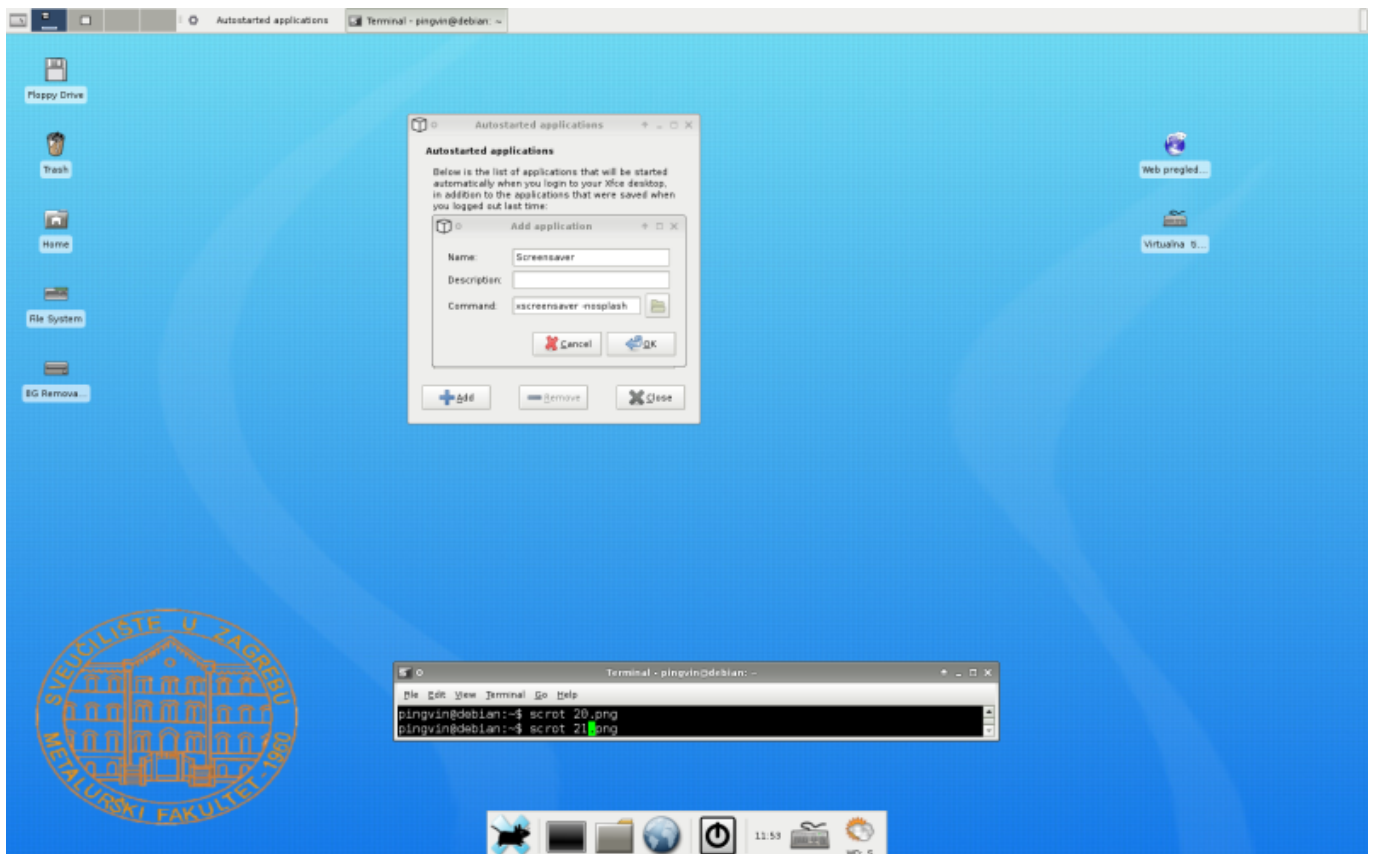 Autostarted applications
Terminal - pingvin@debian: ~
Floppy Drive
Trash
Home
File System
8G Remova...
Web pregled...
Virtualna ti...
Autostarted applications
Autostarted applications
Below is the list of applications that will be started
automatically when you login to your Xfce desktop,
in addition to the applications that were saved when
you logged out last time:
Add application
Name: Screensaver
Description:
Command: xscreensaver -nosplash
Cancel OK
Add Remove Close
SVEUČILIŠTE U ZAGREBU
METALURŠKI FAKULTET - 1960
Terminal - pingvin@debian: ~
File Edit View Terminal Go Help
pingvin@debian:~$ scrot 20.png
pingvin@debian:~$ scrot 21.png
11:53